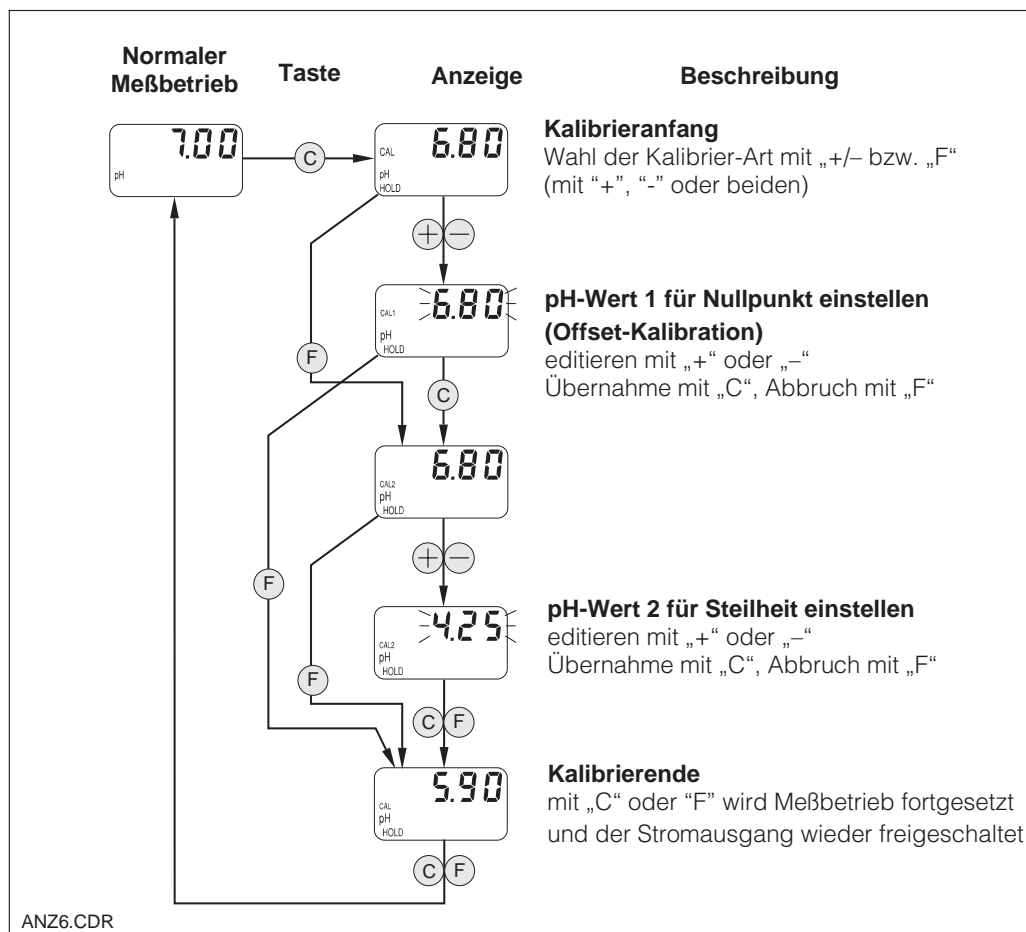 Normaler
Meßbetrieb
Taste
Anzeige
Beschreibung
7.00
pH
C
6.80
CAL
pH
HOLD
Kalibrieranfang
Wahl der Kalibrier-Art mit „+/– bzw. „F“
(mit “+”, “-” oder beiden)
+ −
6.80
CAL1
pH
HOLD
pH-Wert 1 für Nullpunkt einstellen
(Offset-Kalibration)
editieren mit „+“ oder „–“
Übernahme mit „C“, Abbruch mit „F“
F
C
6.80
CAL2
pH
HOLD
+ −
F
4.25
CAL2
pH
HOLD
pH-Wert 2 für Steilheit einstellen
editieren mit „+“ oder „–“
Übernahme mit „C“, Abbruch mit „F“
F
C F
5.90
CAL
pH
HOLD
Kalibrierende
mit „C“ oder “F” wird Meßbetrieb fortgesetzt
und der Stromausgang wieder freigeschaltet
C F
ANZ6.CDR